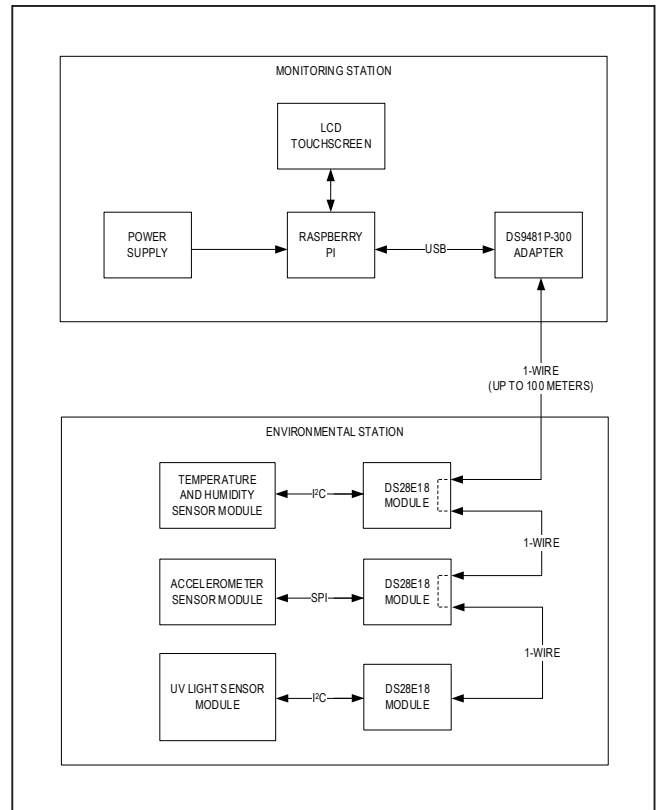 MONITORING STATION
LCD
TOUCHSCREEN
POWER
SUPPLY
RASPBERRY
PI
USB
DS9481P-300
ADAPTER
1-WIRE
(UP TO 100 METERS)
ENVIRONMENTAL STATION
TEMPERATURE
AND HUMIDITY
SENSOR MODULE
I²C
DS28E18
MODULE
1-WIRE
ACCELEROMETER
SENSOR MODULE
SPI
DS28E18
MODULE
1-WIRE
UV LIGHT SENSOR
MODULE
I²C
DS28E18
MODULE